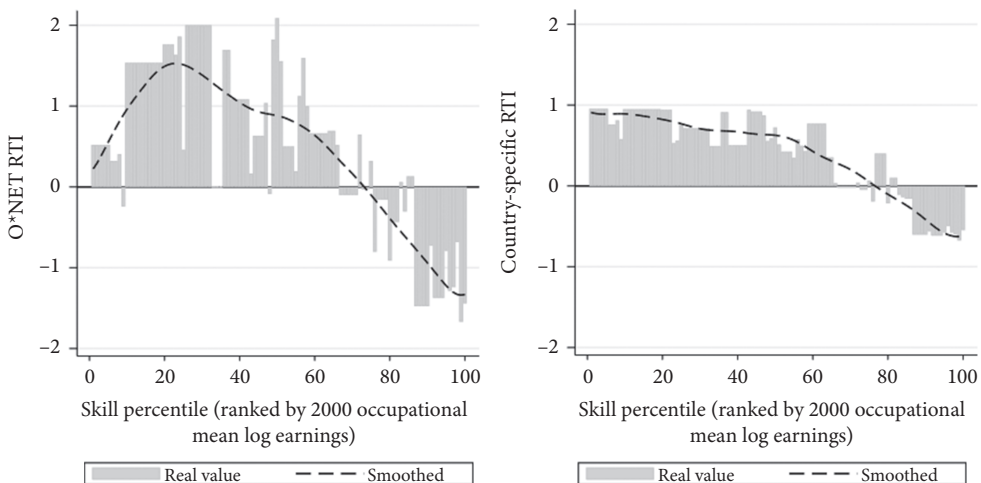 O*NET RTI
2
1
0
−1
−2
0 20 40 60 80 100
Skill percentile (ranked by 2000 occupational
mean log earnings)
Real value Smoothed
Country-specific RTI
2
1
0
−1
−2
0 20 40 60 80 100
Skill percentile (ranked by 2000 occupational
mean log earnings)
Real value Smoothed